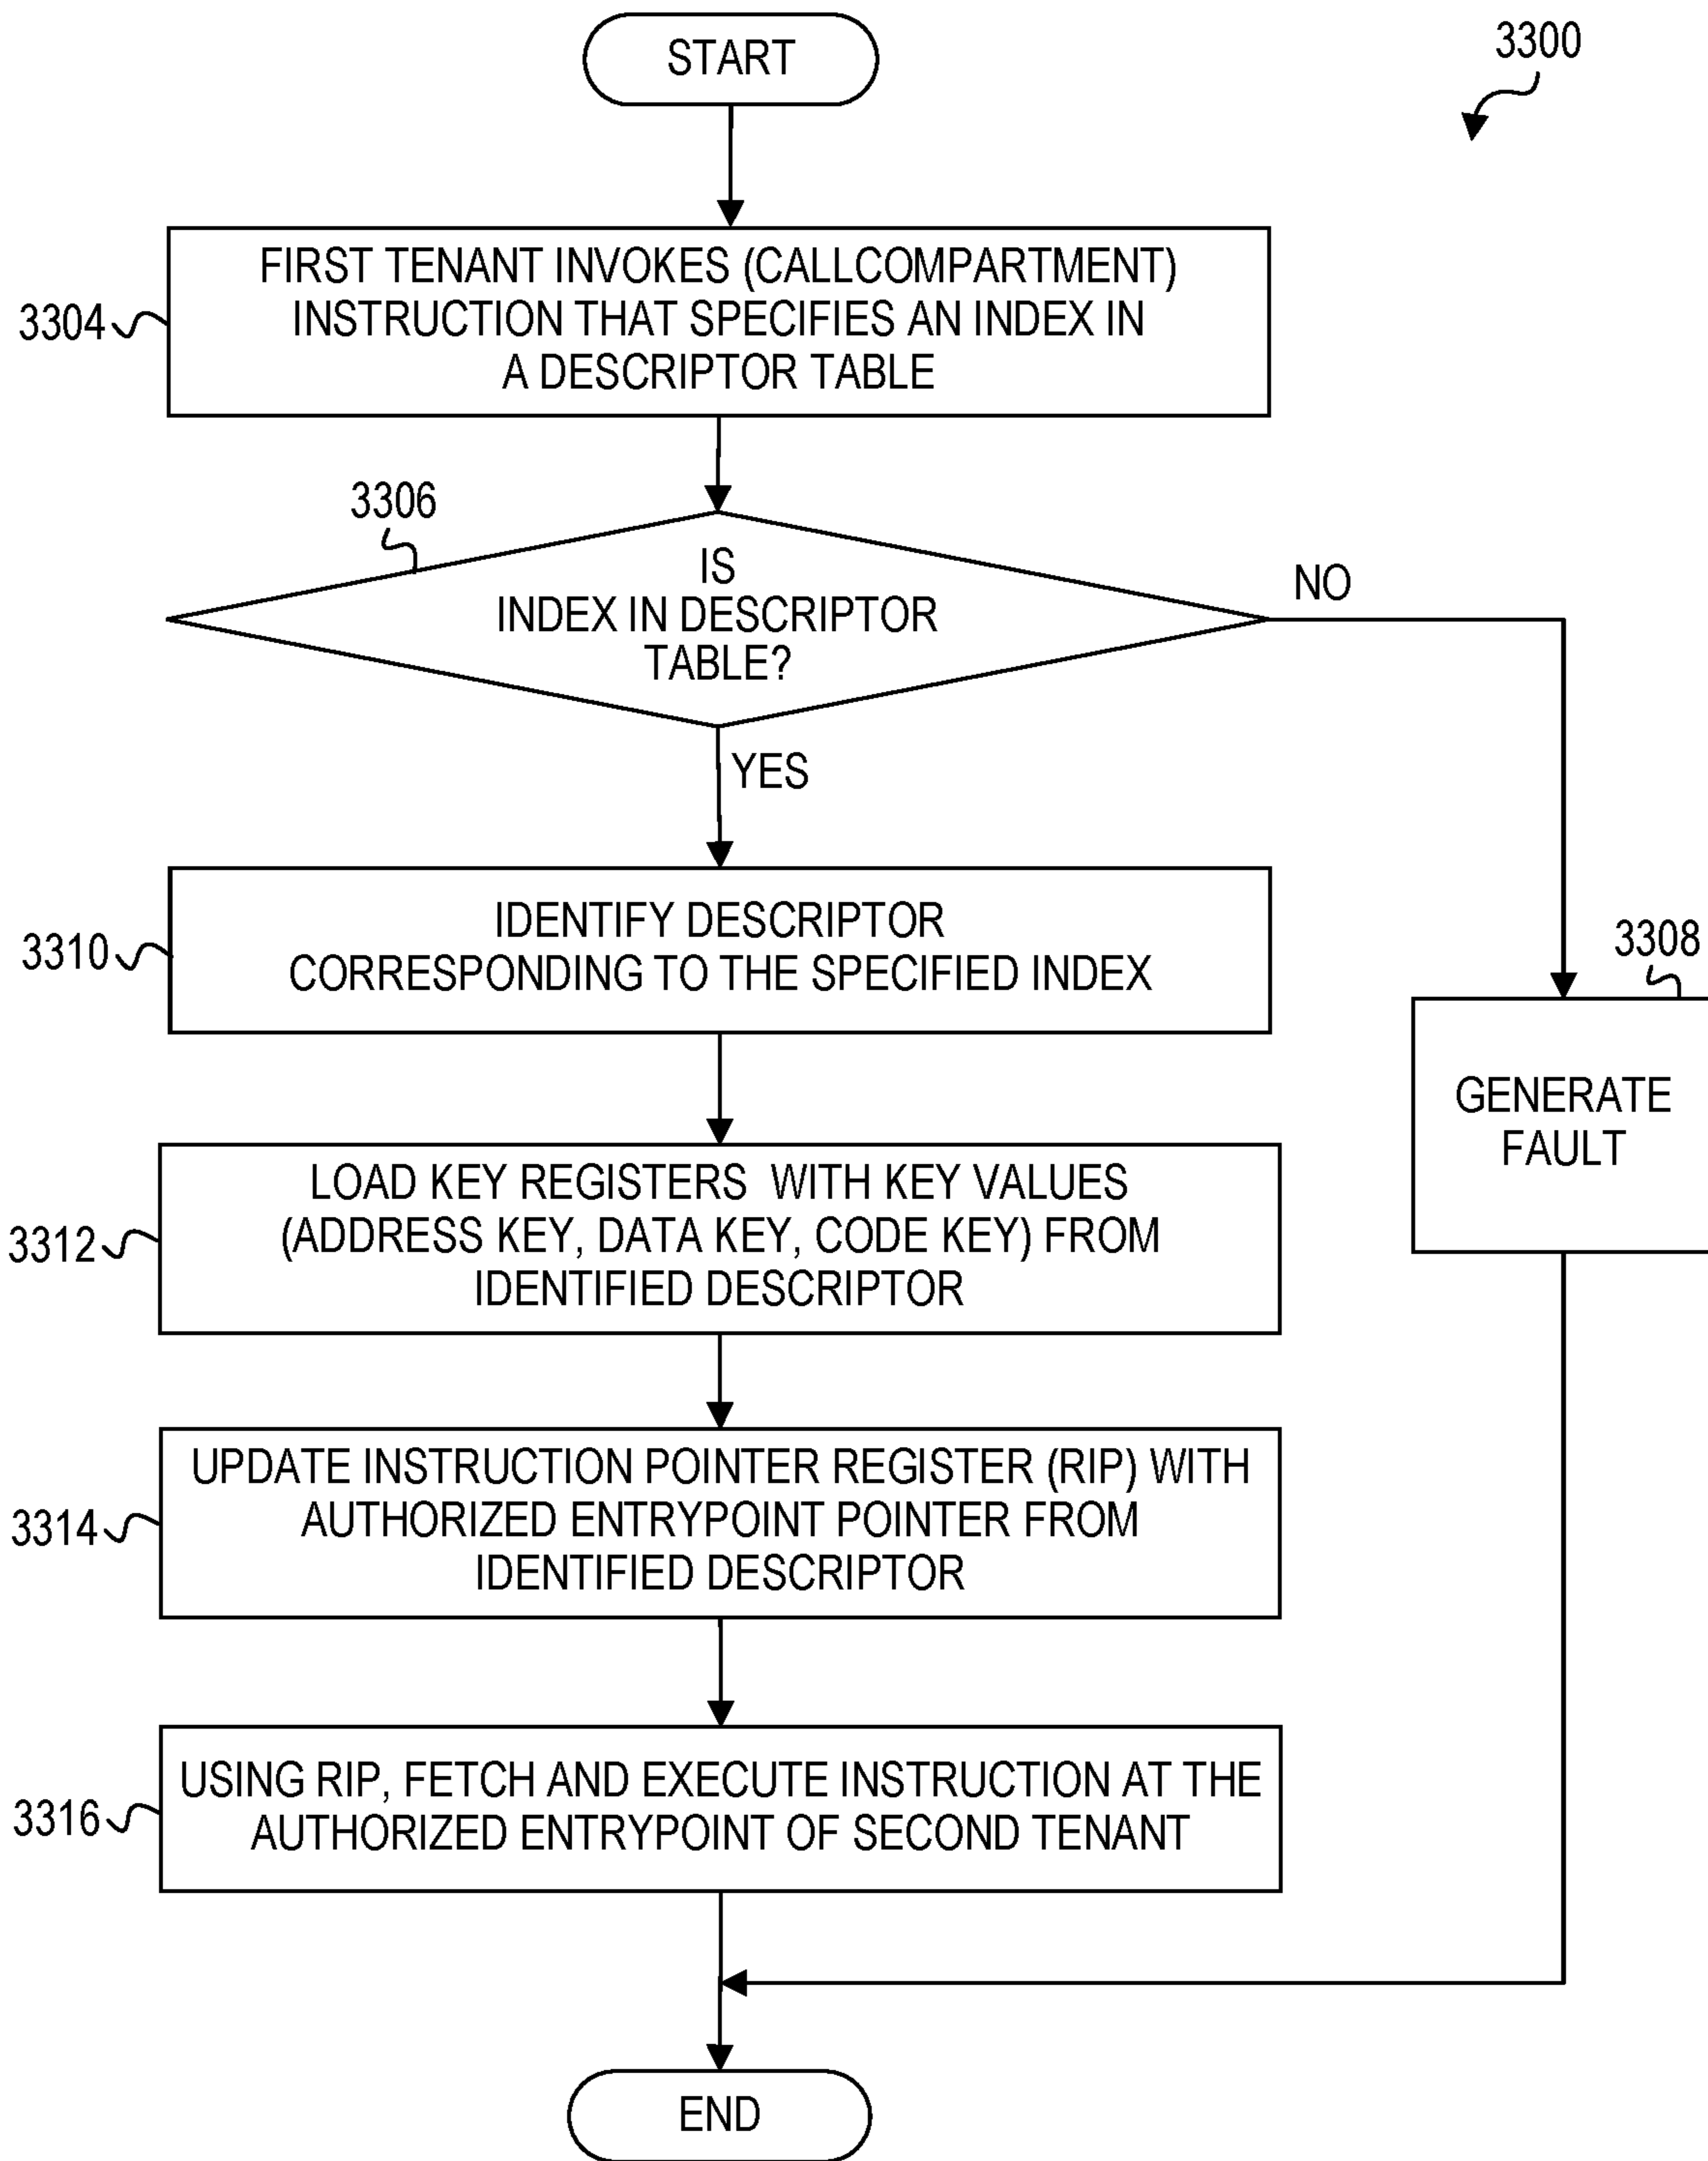 START
3300
FIRST TENANT INVOKES (CALLCOMPARTMENT)
INSTRUCTION THAT SPECIFIES AN INDEX IN
A DESCRIPTOR TABLE
3304
3306
IS
INDEX IN DESCRIPTOR
TABLE?
NO
YES
IDENTIFY DESCRIPTOR
CORRESPONDING TO THE SPECIFIED INDEX
3310
3308
GENERATE
FAULT
LOAD KEY REGISTERS WITH KEY VALUES
(ADDRESS KEY, DATA KEY, CODE KEY) FROM
IDENTIFIED DESCRIPTOR
3312
UPDATE INSTRUCTION POINTER REGISTER (RIP) WITH
AUTHORIZED ENTRYPOINT POINTER FROM
IDENTIFIED DESCRIPTOR
3314
USING RIP, FETCH AND EXECUTE INSTRUCTION AT THE
AUTHORIZED ENTRYPOINT OF SECOND TENANT
3316
END